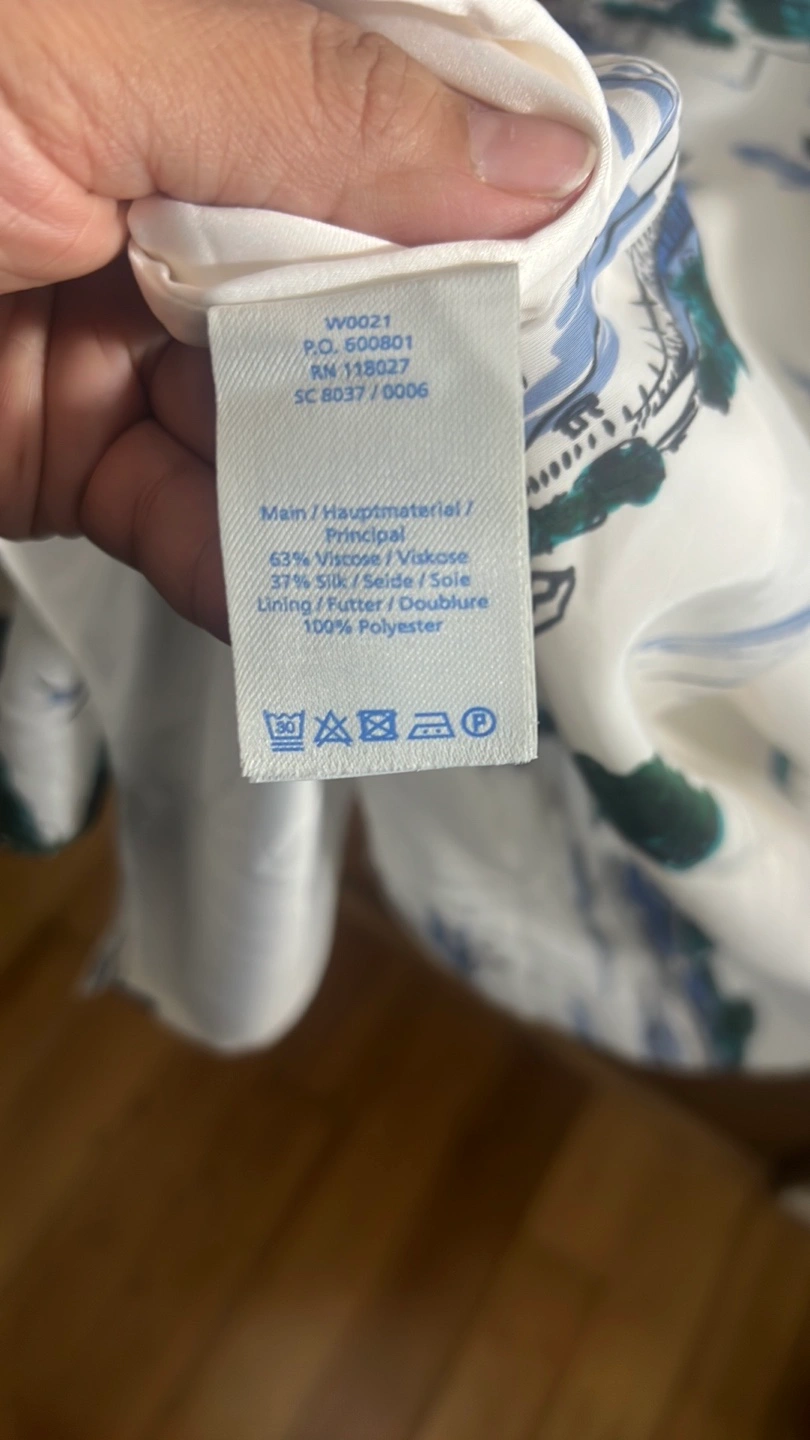 W0021
P.O. 600801
RN 118027
SC 8037 / 0006
Main / Hauptmaterial /
Principal
63% Viscose / Viskose
37% Silk / Seide / Soie
Lining / Futter / Doublure
100% Polyester
30
P